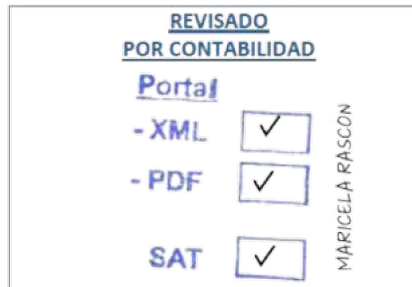 REVISADO
POR CONTABILIDAD
Portal
- XML ✓
- PDF ✓
SAT ✓
MARICELA RASCON